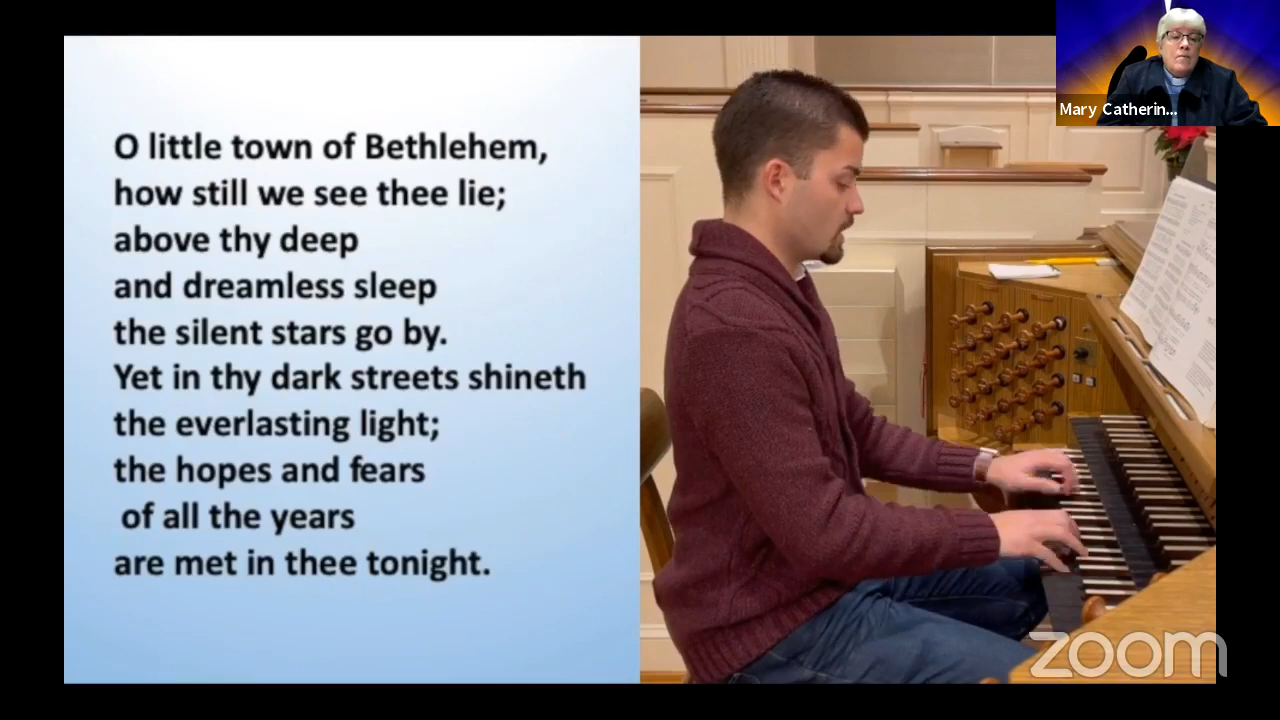 O little town of Bethlehem,
how still we see thee lie;
above thy deep
and dreamless sleep
the silent stars go by.
Yet in thy dark streets shineth
the everlasting light;
the hopes and fears
of all the years
are met in thee tonight.
Mary Catherin...
zoom